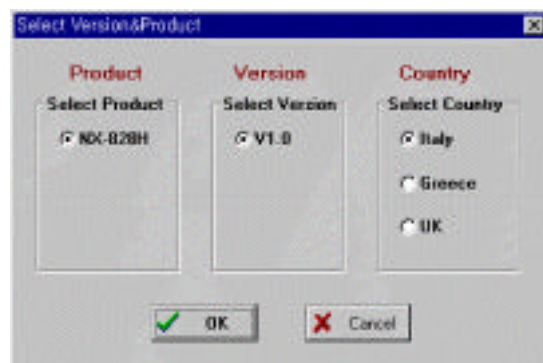 Select Version&Product
Product Version Country
Select Product Select Version Select Country
NX-828H V1.0 Italy
Greece
UK
OK Cancel